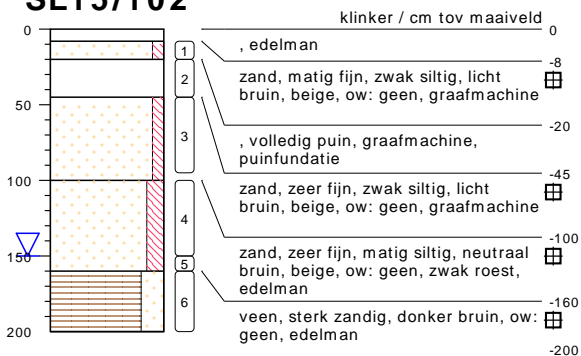 klinker / cm tov maaiveld
0
0
, edelman
-8
1
zand, matig fijn, zwak siltig, licht
bruin, beige, ow: geen, graafmachine
2
-20
50
, volledig puin, graafmachine,
puinfundatie
3
-45
zand, zeer fijn, zwak siltig, licht
bruin, beige, ow: geen, graafmachine
100
-100
4
zand, zeer fijn, matig siltig, neutraal
bruin, beige, ow: geen, zwak roest,
edelman
150
5
-160
6
veen, sterk zandig, donker bruin, ow:
geen, edelman
200
-200